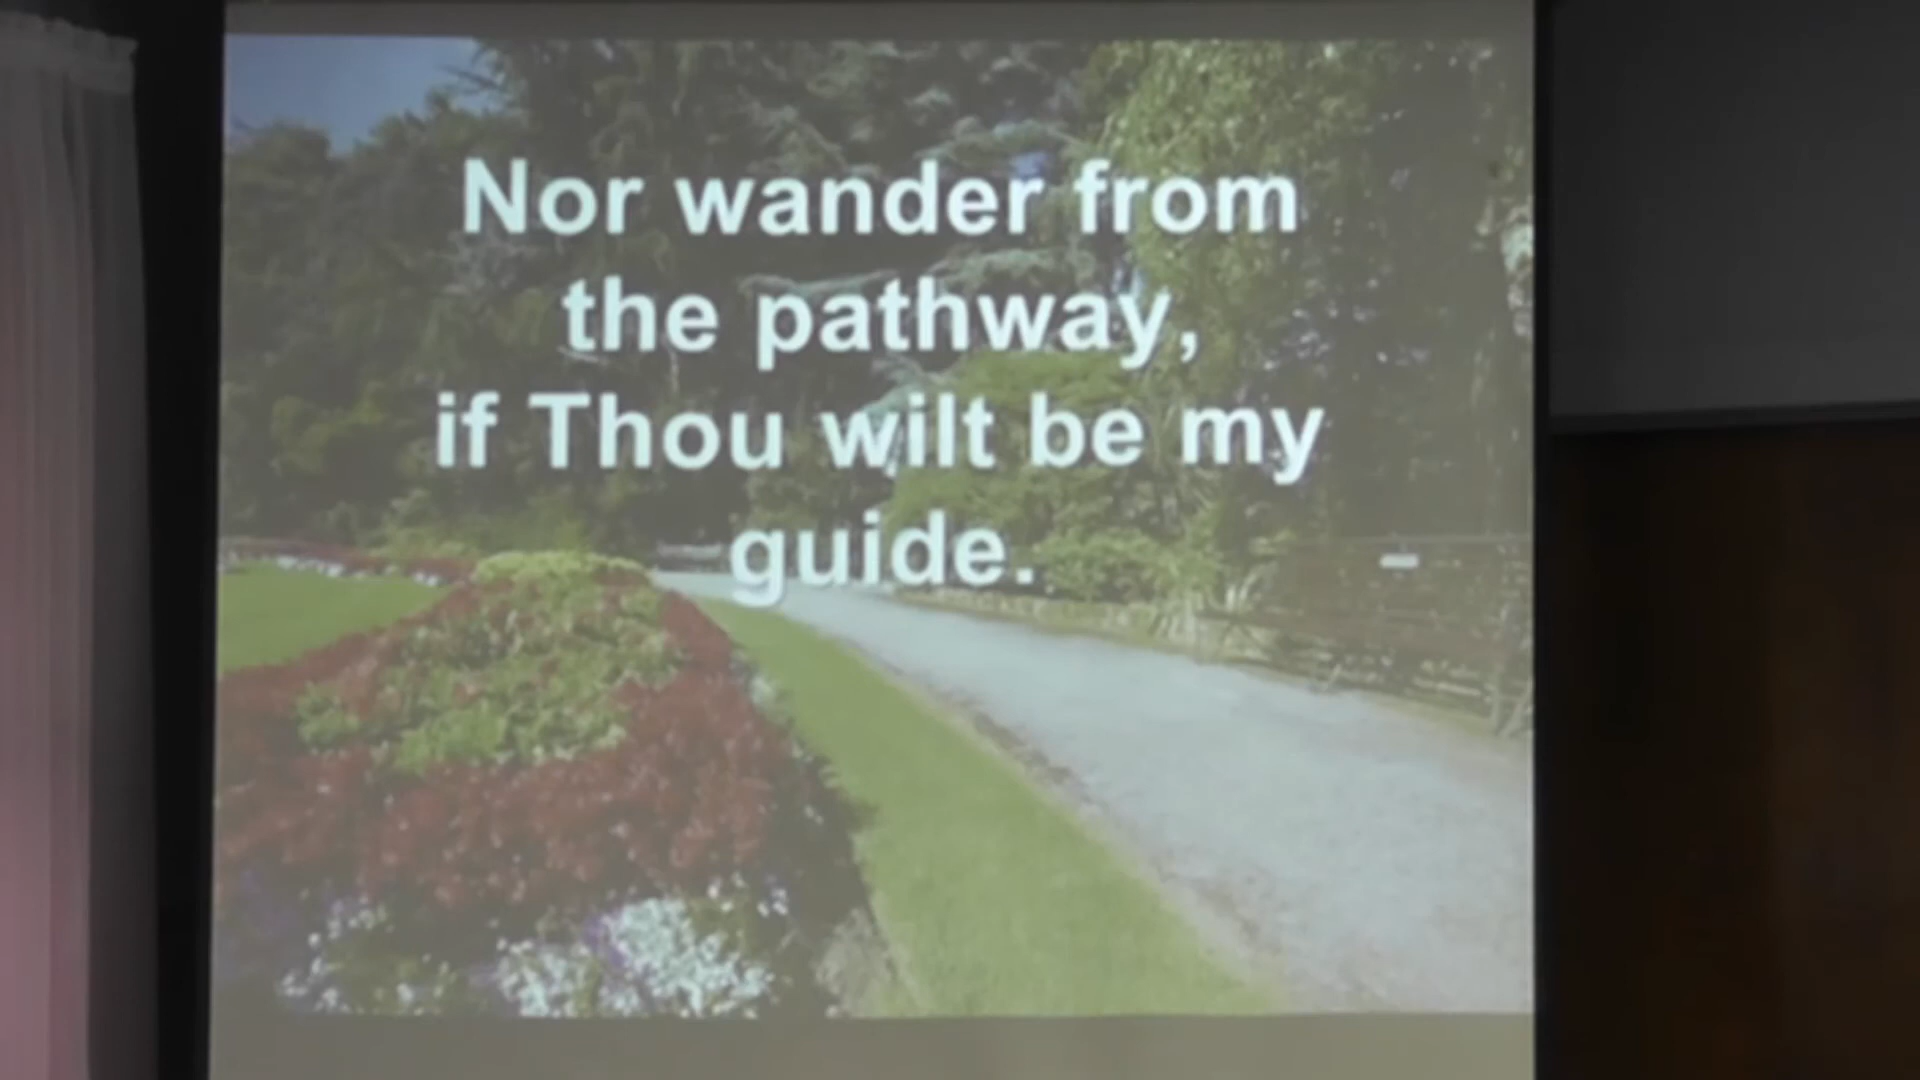 Nor wander from
the pathway,
if Thou wilt be my
guide.